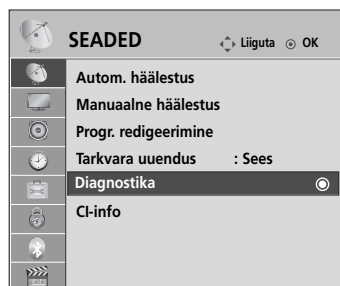 SEADED
Liiguta OK
Autom. häälestus
Manuaalne häälestus
Progr. redigeerimine
Tarkvara uuendus : Sees
Diagnostika
CI-info